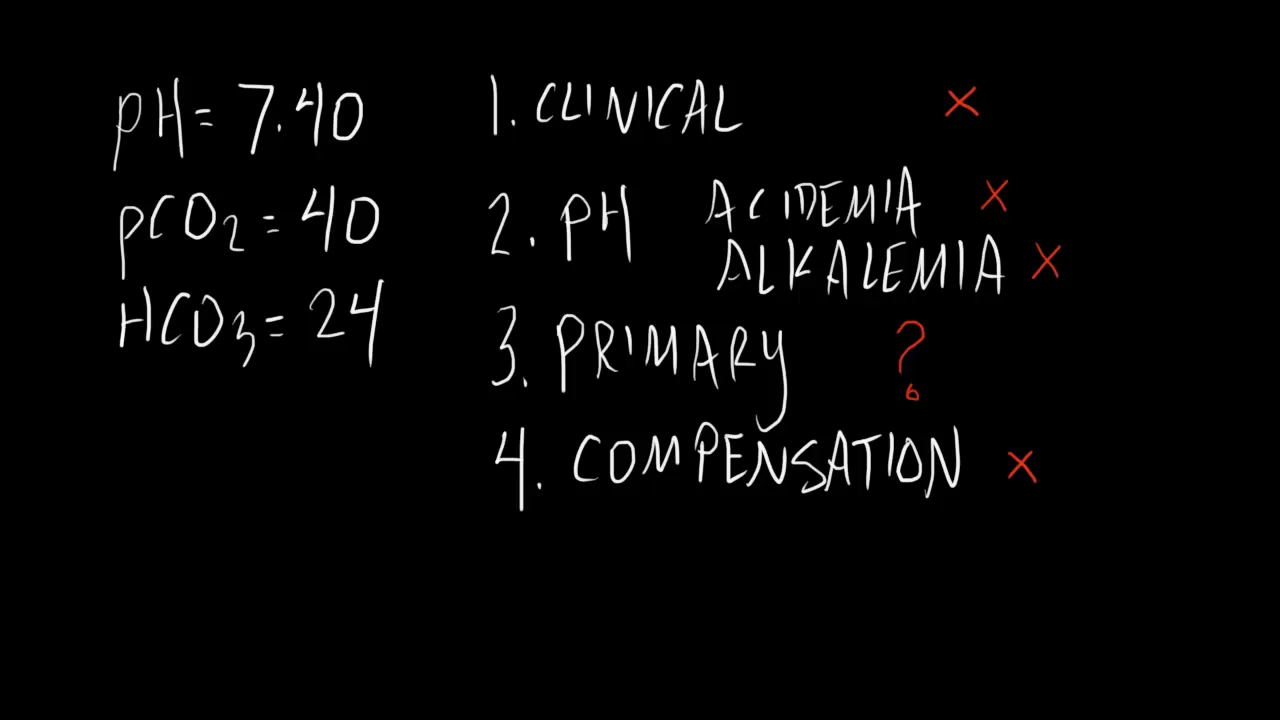 pH = 7.40
pCO2 = 40
HCO3 = 24
1. CLINICAL ×
2. PH ACIDEMIA ×
ALKALEMIA ×
3. PRIMARY ?
4. COMPENSATION ×